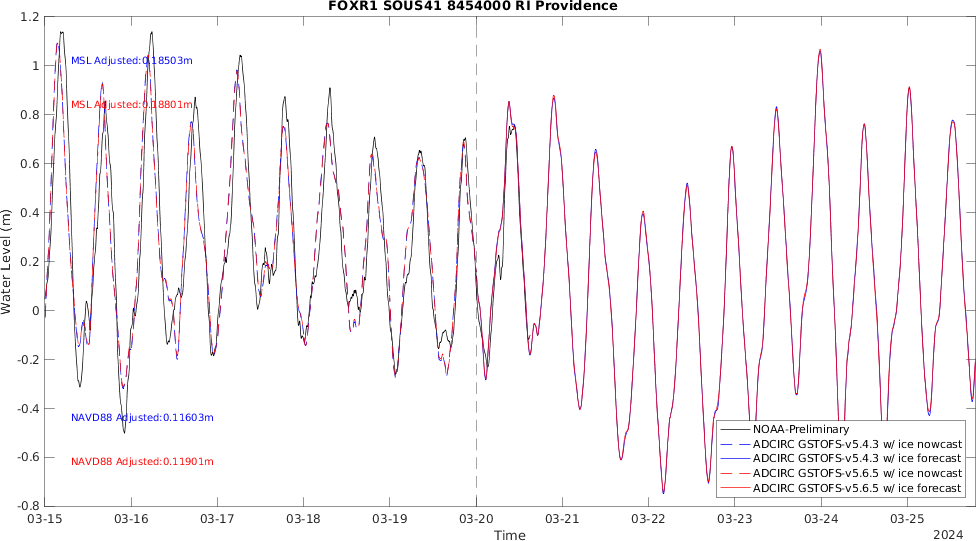 FOXR1 SOUS41 8454000 RI Providence
1.2
1
0.8
0.6
0.4
0.2
0
-0.2
-0.4
-0.6
-0.8
Water Level (m)
MSL Adjusted:0.18503m
MSL Adjusted:0.18801m
NAVD88 Adjusted:0.11603m
NAVD88 Adjusted:0.11901m
NOAA-Preliminary
ADCIRC GSTOFS-v5.4.3 w/ ice nowcast
ADCIRC GSTOFS-v5.4.3 w/ ice forecast
ADCIRC GSTOFS-v5.6.5 w/ ice nowcast
ADCIRC GSTOFS-v5.6.5 w/ ice forecast
03-15 03-16 03-17 03-18 03-19 03-20 03-21 03-22 03-23 03-24 03-25
Time
2024